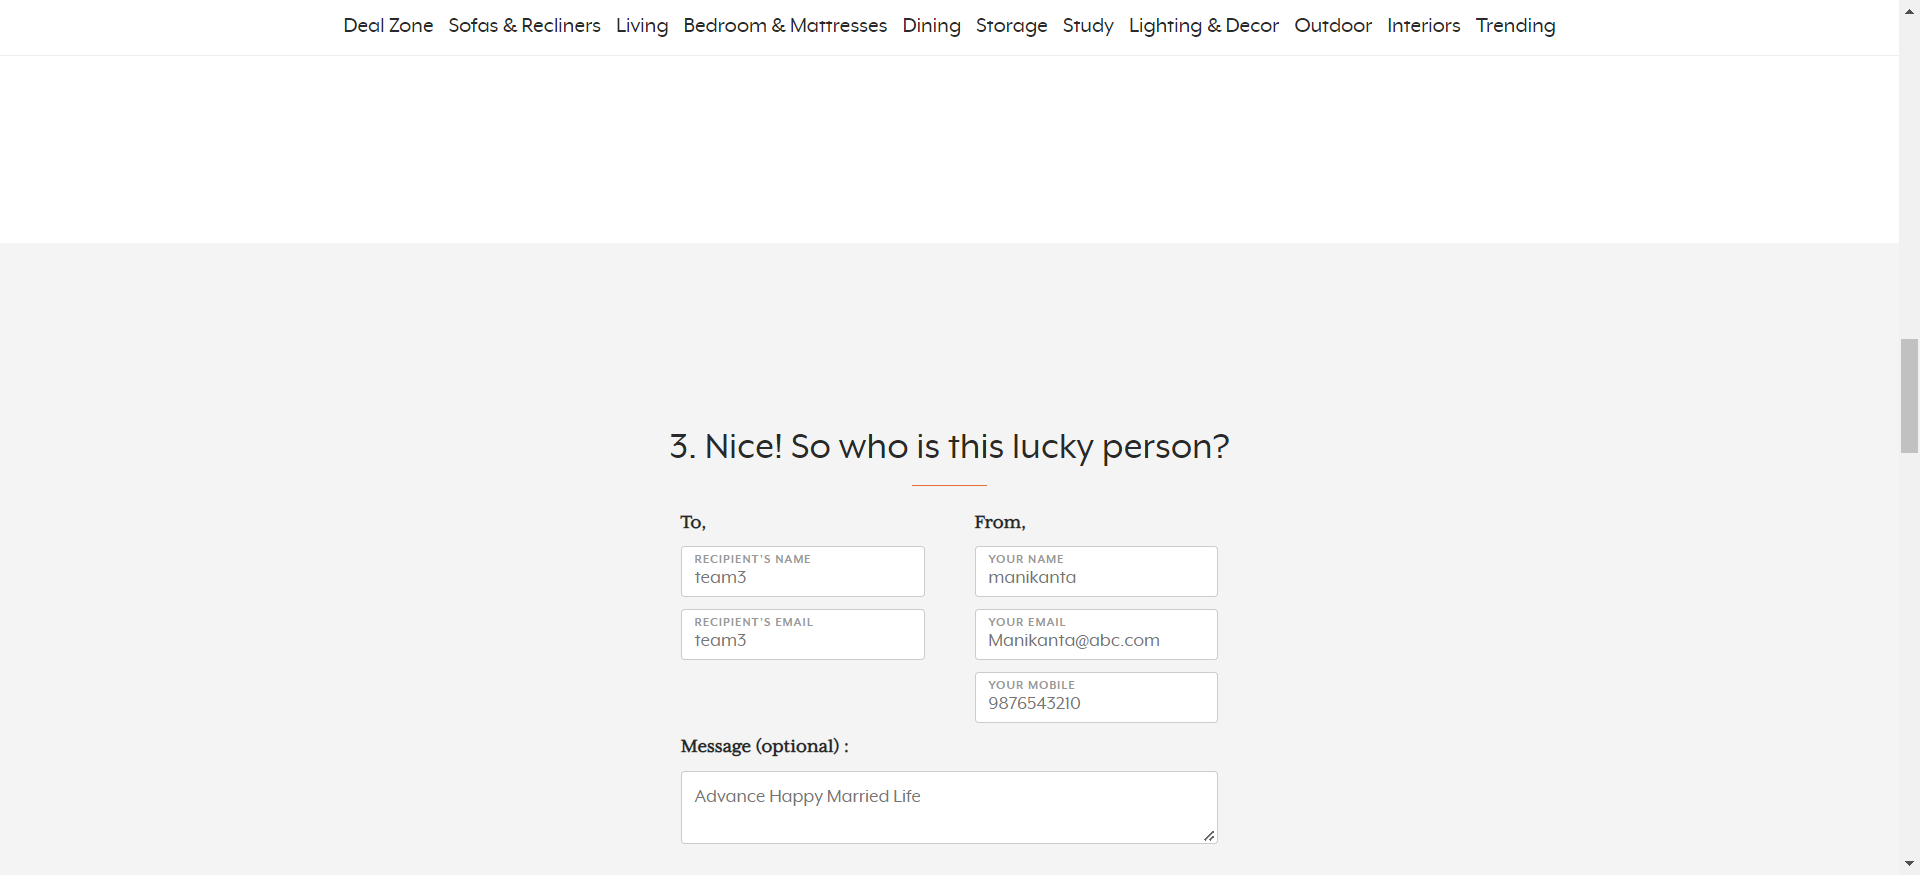 Deal Zone Sofas & Recliners Living Bedroom & Mattresses Dining Storage Study Lighting & Decor Outdoor Interiors Trending
3. Nice! So who is this lucky person?
To,
From,
RECIPIENT'S NAME
team3
YOUR NAME
manikanta
RECIPIENT'S EMAIL
team3
YOUR EMAIL
Manikanta@abc.com
YOUR MOBILE
9876543210
Message (optional) :
Advance Happy Married Life